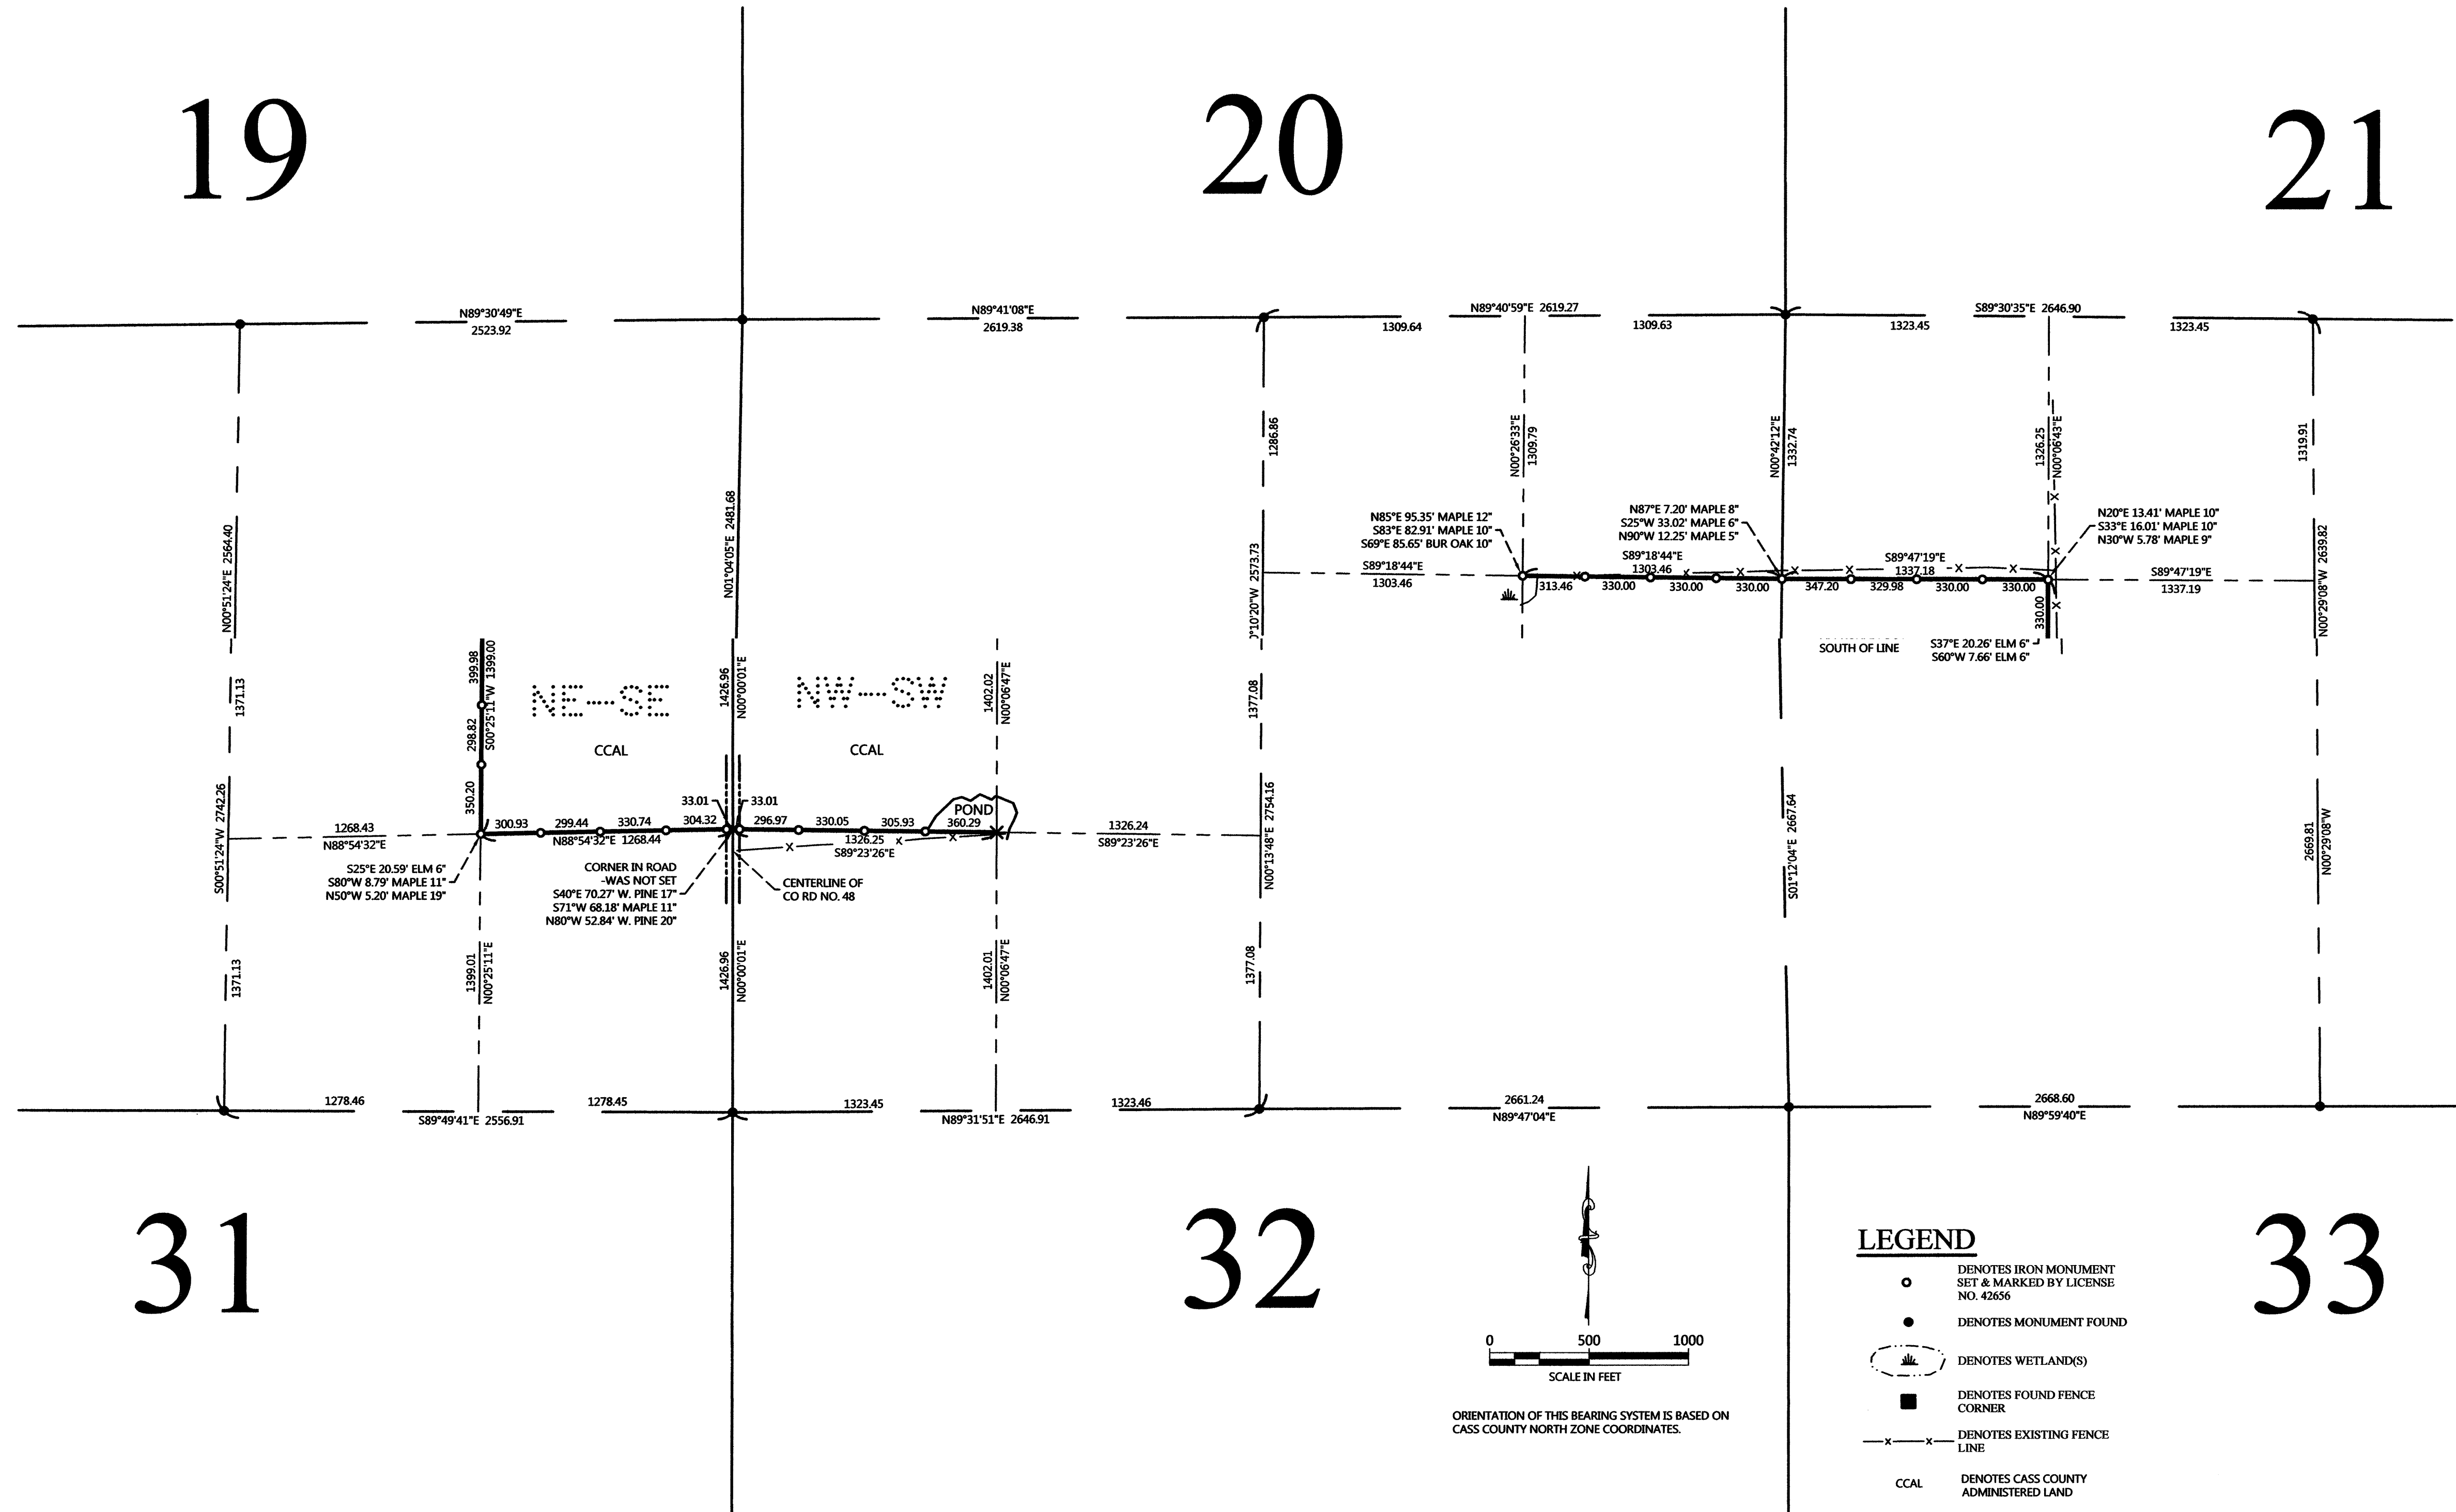 19
20
21
N89°30'49"E
2523.92
N89°41'08"E
2619.38
1309.64
N89°40'59"E 2619.27
1309.63
1323.45
S89°30'35"E 2646.90
1323.45
N00°51'24"E 2564.40
N01°04'05"E 2481.68
1286.86
0°10'20"W 2573.73
N00°26'33"E
1309.79
N00°42'12"E
1332.74
1326.25
N00°06'43"E
1319.91
N00°29'08"W 2639.82
N85°E 95.35' MAPLE 12"
S83°E 82.91' MAPLE 10"
S69°E 85.65' BUR OAK 10"
N87°E 7.20' MAPLE 8"
S25°W 33.02' MAPLE 6"
N90°W 12.25' MAPLE 5"
N20°E 13.41' MAPLE 10"
S33°E 16.01' MAPLE 10"
N30°W 5.78' MAPLE 9"
S89°18'44"E
1303.46
S89°18'44"E
1303.46
S89°47'19"E
1337.18
S89°47'19"E
1337.19
313.46
330.00
330.00
330.00
347.20
329.98
330.00
330.00
330.00
SOUTH OF LINE
S37°E 20.26' ELM 6"
S60°W 7.66' ELM 6"
1371.13
399.98
298.82
350.20
S00°25'11"W 1399.00
NE----SE
CCAL
1426.96
N00°00'01"E
NW----SW
CCAL
1402.02
N00°06'47"E
1377.08
S00°51'24"W 2742.26
N00°13'48"E 2754.16
S01°12'04"E 2667.64
2669.81
N00°29'08"W
33.01
33.01
POND
1268.43
N88°54'32"E
300.93
299.44
330.74
304.32
N88°54'32"E 1268.44
296.97
330.05
305.93
360.29
1326.25
S89°23'26"E
1326.24
S89°23'26"E
S25°E 20.59' ELM 6"
S80°W 8.79' MAPLE 11"
N50°W 5.20' MAPLE 19"
CORNER IN ROAD
-WAS NOT SET
S40°E 70.27' W. PINE 17"
S71°W 68.18' MAPLE 11"
N80°W 52.84' W. PINE 20"
CENTERLINE OF
CO RD NO. 48
1371.13
1399.01
N00°25'11"E
1426.96
N00°00'01"E
1402.01
N00°06'47"E
1377.08
1278.46
S89°49'41"E 2556.91
1278.45
1323.45
N89°31'51"E 2646.91
1323.46
2661.24
N89°47'04"E
2668.60
N89°59'40"E
31
32
33
0 500 1000
SCALE IN FEET
ORIENTATION OF THIS BEARING SYSTEM IS BASED ON
CASS COUNTY NORTH ZONE COORDINATES.
LEGEND
DENOTES IRON MONUMENT
SET & MARKED BY LICENSE
NO. 42656
DENOTES MONUMENT FOUND
DENOTES WETLAND(S)
DENOTES FOUND FENCE
CORNER
DENOTES EXISTING FENCE
LINE
CCAL DENOTES CASS COUNTY
ADMINISTERED LAND